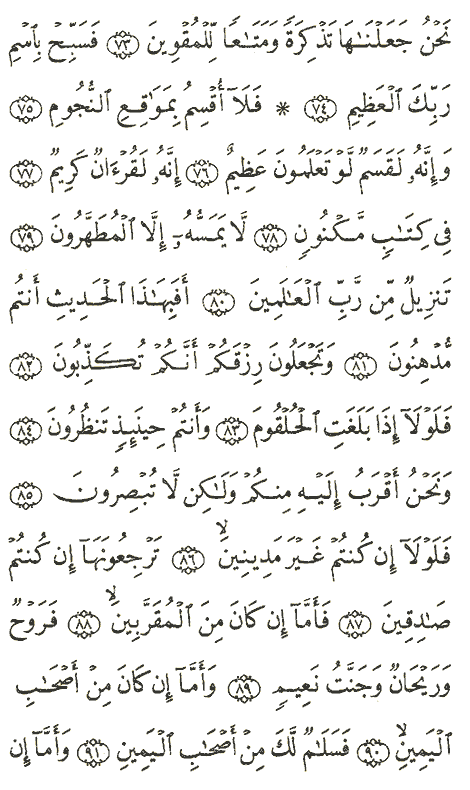 نَحْنُ جَعَلْنَـٰهَا تَذْكِرَةً وَمَتَـٰعًا لِّلْمُقْوِينَ ﴿٧٣﴾ فَسَبِّحْ بِٱسْمِ
رَبِّكَ ٱلْعَظِيمِ ﴿٧٤﴾ * فَلَآ أُقْسِمُ بِمَوَٰقِعِ ٱلنُّجُومِ ﴿٧٥﴾
وَإِنَّهُۥ لَقَسَمٌ لَّوْ تَعْلَمُونَ عَظِيمٌ ﴿٧٦﴾ إِنَّهُۥ لَقُرْءَانٌ كَرِيمٌ ﴿٧٧﴾
فِى كِتَـٰبٍ مَّكْنُونٍ ﴿٧٨﴾ لَّا يَمَسُّهُۥٓ إِلَّا ٱلْمُطَهَّرُونَ ﴿٧٩﴾
تَنزِيلٌ مِّن رَّبِّ ٱلْعَـٰلَمِينَ ﴿٨٠﴾ أَفَبِهَـٰذَا ٱلْحَدِيثِ أَنتُم
مُّدْهِنُونَ ﴿٨١﴾ وَتَجْعَلُونَ رِزْقَكُمْ أَنَّكُمْ تُكَذِّبُونَ ﴿٨٢﴾
فَلَوْلَآ إِذَا بَلَغَتِ ٱلْحُلْقُومَ ﴿٨٣﴾ وَأَنتُمْ حِينَئِذٍ تَنظُرُونَ ﴿٨٤﴾
وَنَحْنُ أَقْرَبُ إِلَيْهِ مِنكُمْ وَلَـٰكِن لَّا تُبْصِرُونَ ﴿٨٥﴾
فَلَوْلَآ إِن كُنتُمْ غَيْرَ مَدِينِينَ ۙ ﴿٨٦﴾ تَرْجِعُونَهَآ إِن كُنتُمْ
صَـٰدِقِينَ ﴿٨٧﴾ فَأَمَّآ إِن كَانَ مِنَ ٱلْمُقَرَّبِينَ ۙ ﴿٨٨﴾ فَرَوْحٌ
وَرَيْحَانٌ وَجَنَّتُ نَعِيمٍ ﴿٨٩﴾ وَأَمَّآ إِن كَانَ مِنْ أَصْحَـٰبِ
ٱلْيَمِينِ ۙ ﴿٩٠﴾ فَسَلَـٰمٌ لَّكَ مِنْ أَصْحَـٰبِ ٱلْيَمِينِ ﴿٩١﴾ وَأَمَّآ إِن